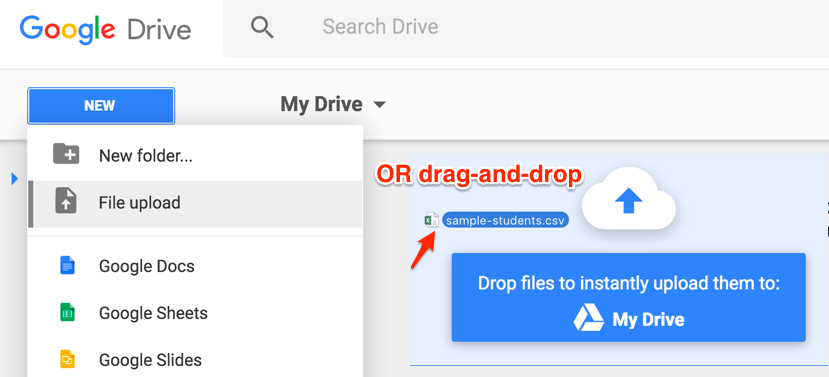 Google Drive
Search Drive
NEW
My Drive
New folder...
File upload
Google Docs
Google Sheets
Google Slides
OR drag-and-drop
sample-students.csv
Drop files to instantly upload them to:
My Drive